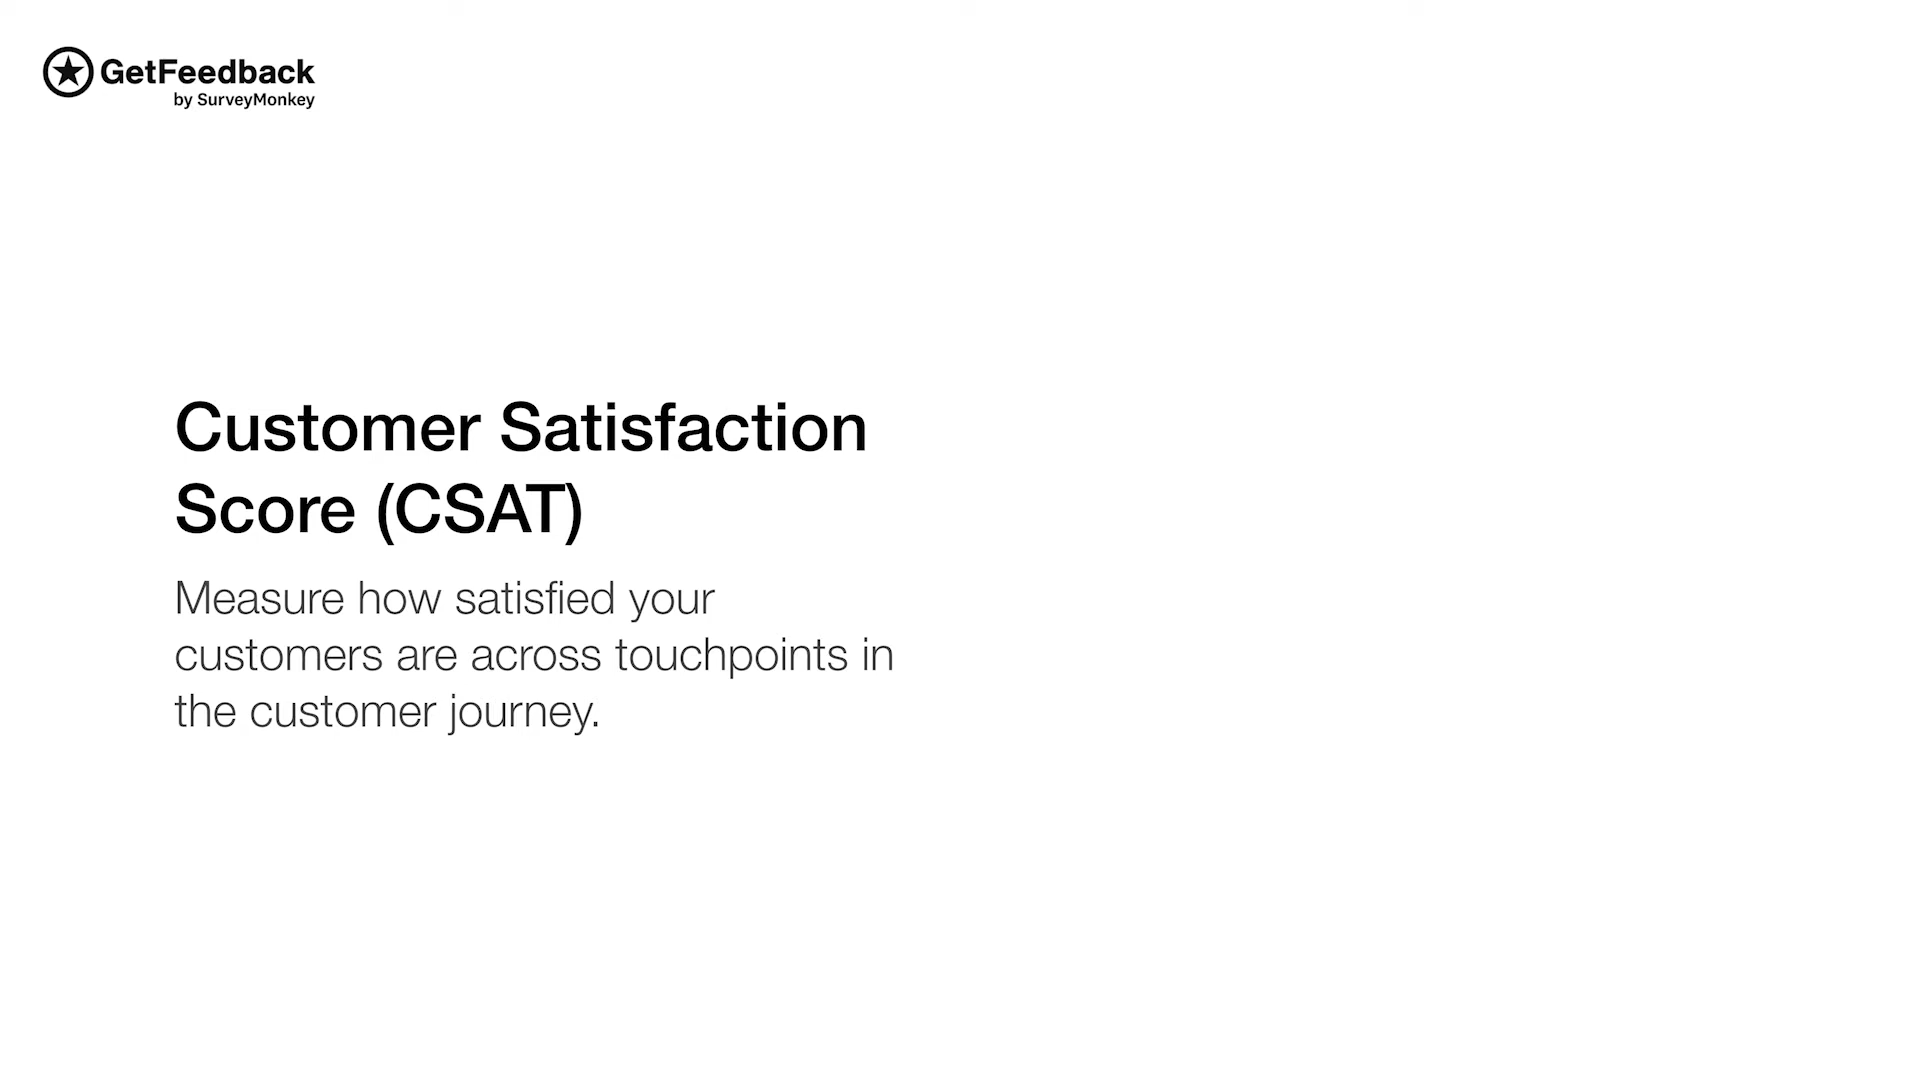 GetFeedback
by SurveyMonkey
Customer Satisfaction
Score (CSAT)
Measure how satisfied your
customers are across touchpoints in
the customer journey.